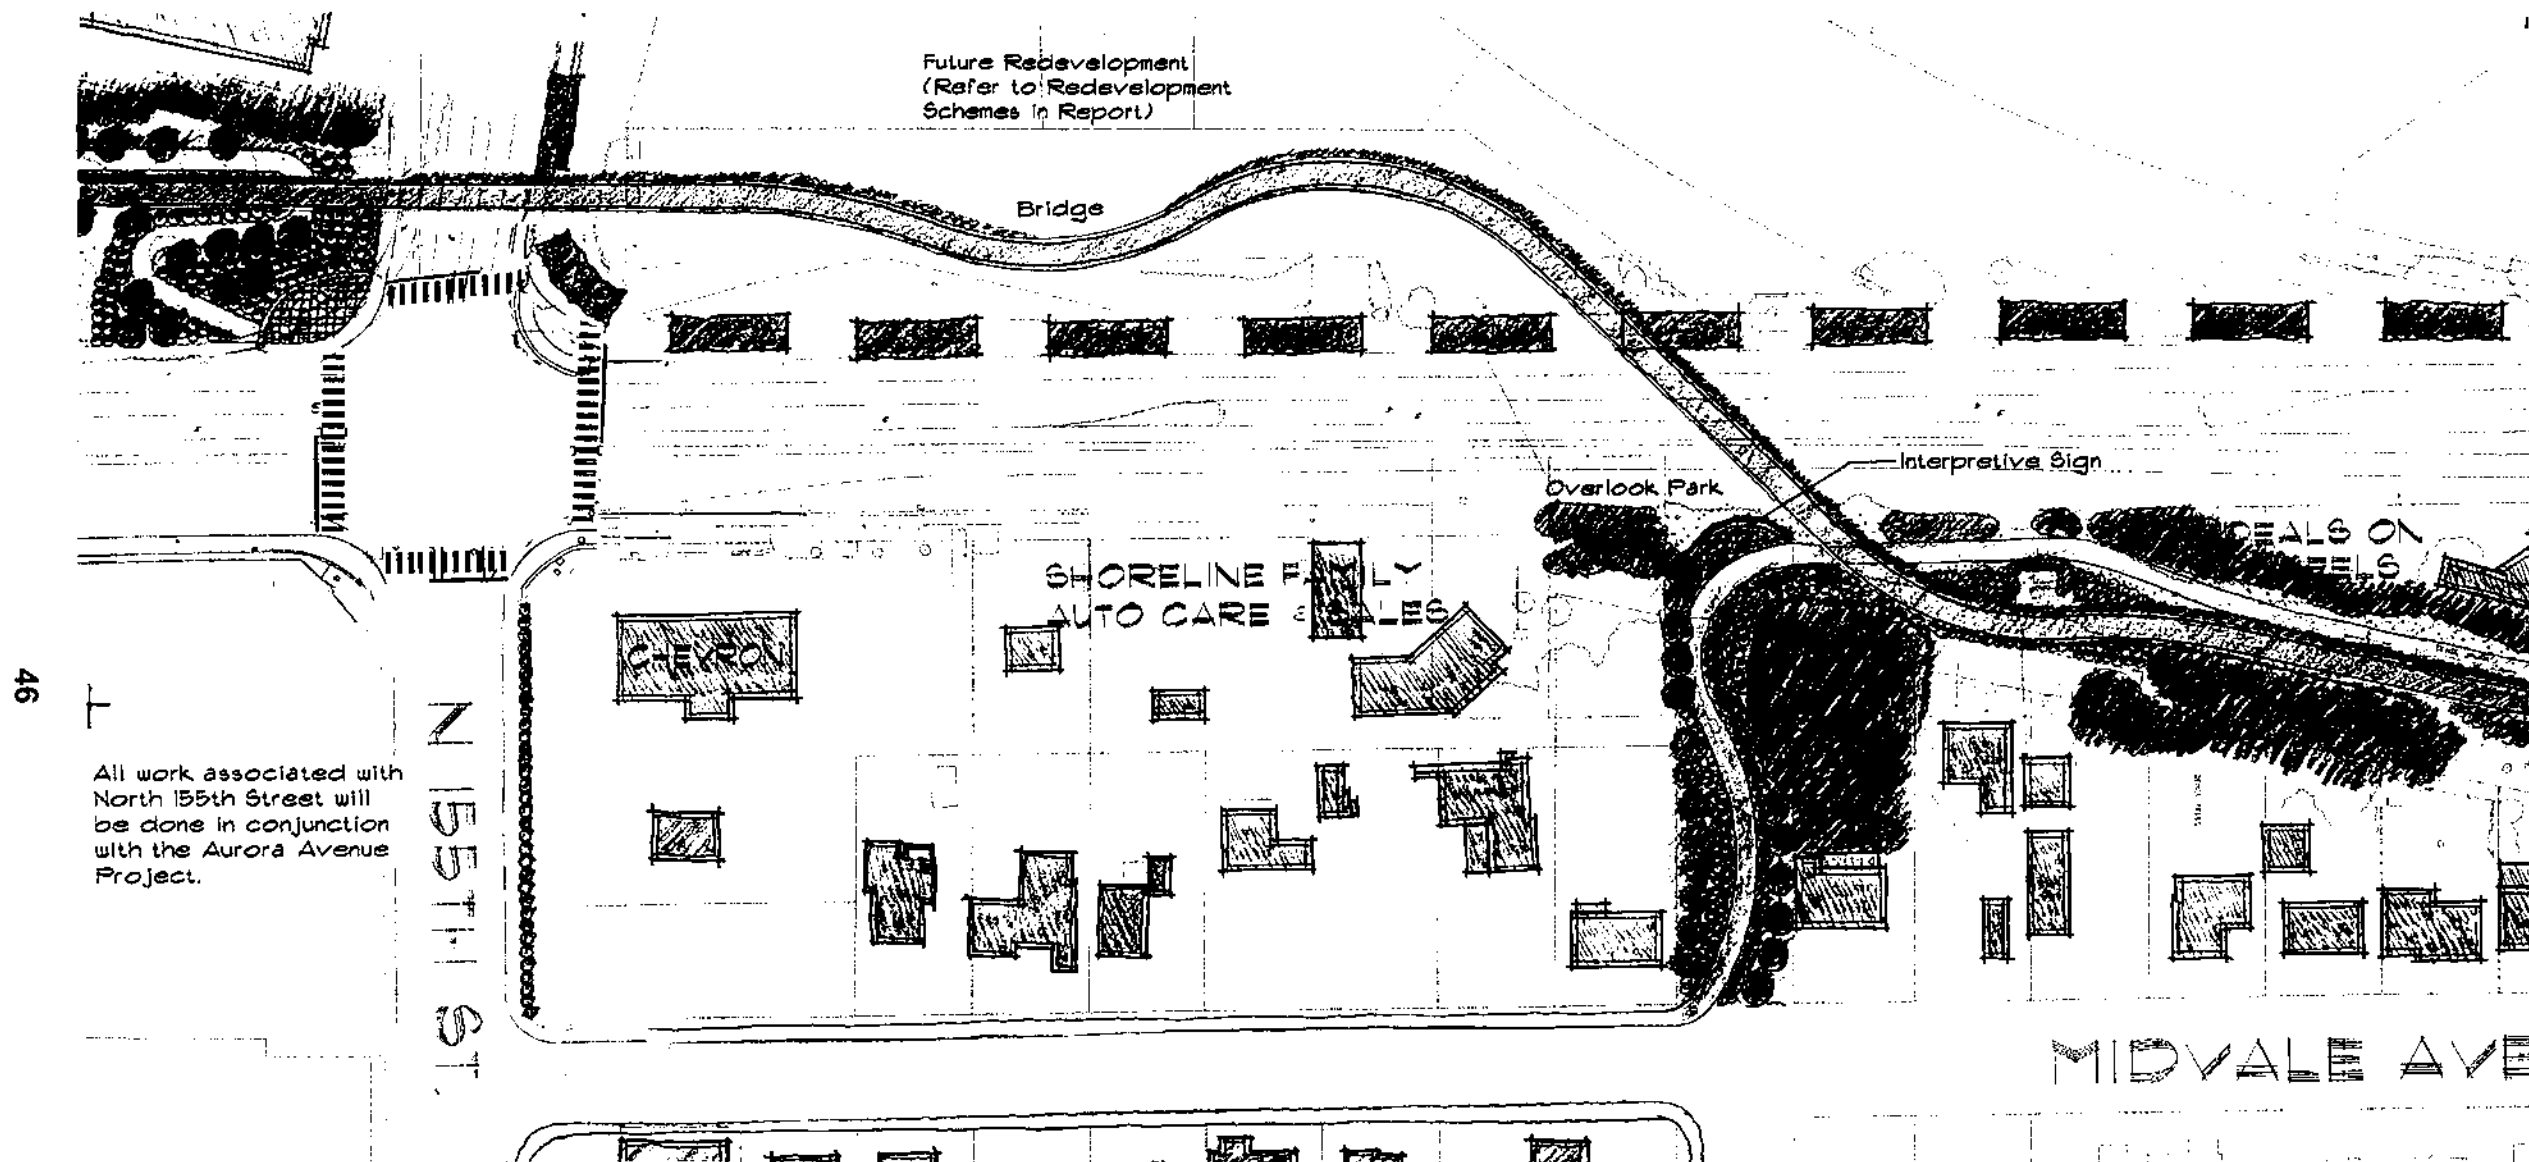 Future Redevelopment
(Refer to Redevelopment
Schemes in Report)
Bridge
Interpretive Sign
Overlook Park
DEALS ON
SHORELINE FAMILY
AUTO CARE & SALES
CHEVRON
46
N 155TH ST.
All work associated with
North 155th Street will
be done in conjunction
with the Aurora Avenue
Project.
MIDVALE AVE